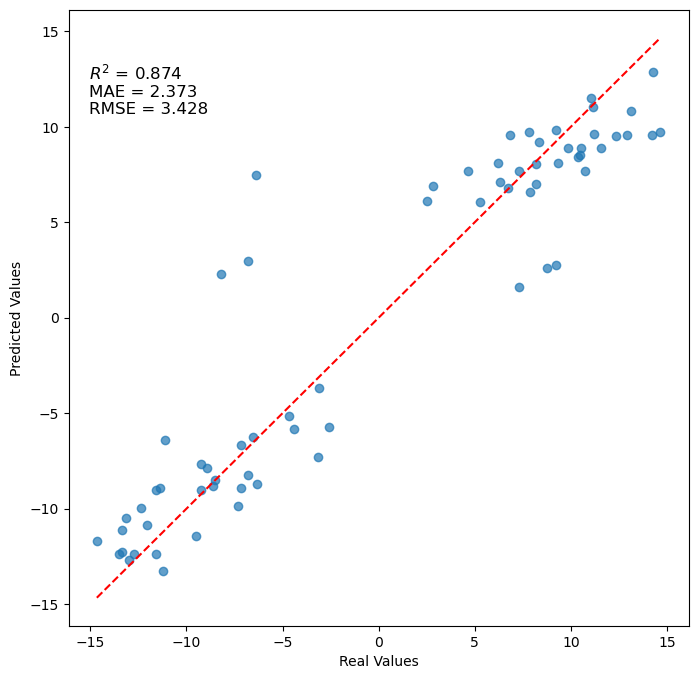 R² = 0.874
MAE = 2.373
RMSE = 3.428
15
10
5
0
−5
−10
−15
Predicted Values
−15 −10 −5 0 5 10 15
Real Values